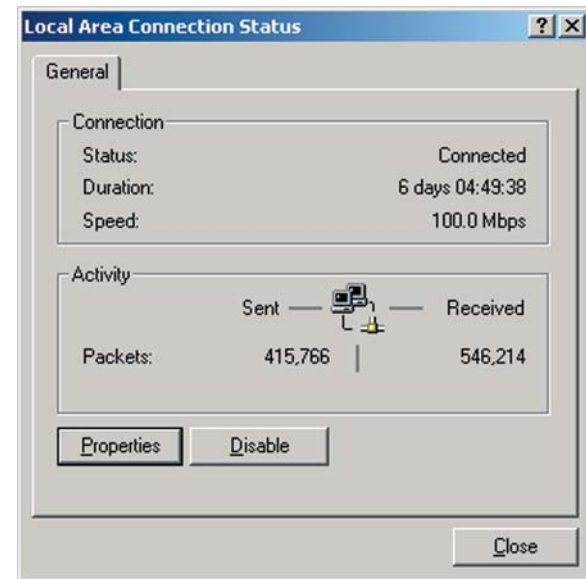 Local Area Connection Status
General
Connection
Status: Connected
Duration: 6 days 04:49:38
Speed: 100.0 Mbps
Activity
Sent Received
Packets: 415,766 546,214
Properties Disable
Close